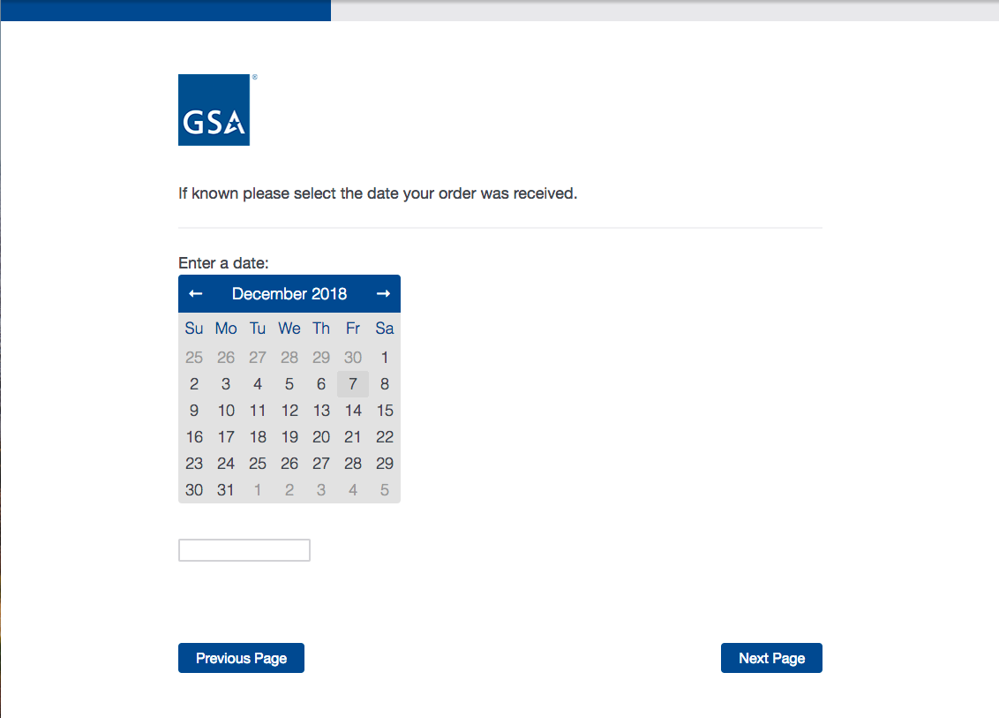 ®
GSA
If known please select the date your order was received.
Enter a date:
← December 2018 →
Su Mo Tu We Th Fr Sa
25 26 27 28 29 30 1
2 3 4 5 6 7 8
9 10 11 12 13 14 15
16 17 18 19 20 21 22
23 24 25 26 27 28 29
30 31 1 2 3 4 5
Previous Page Next Page